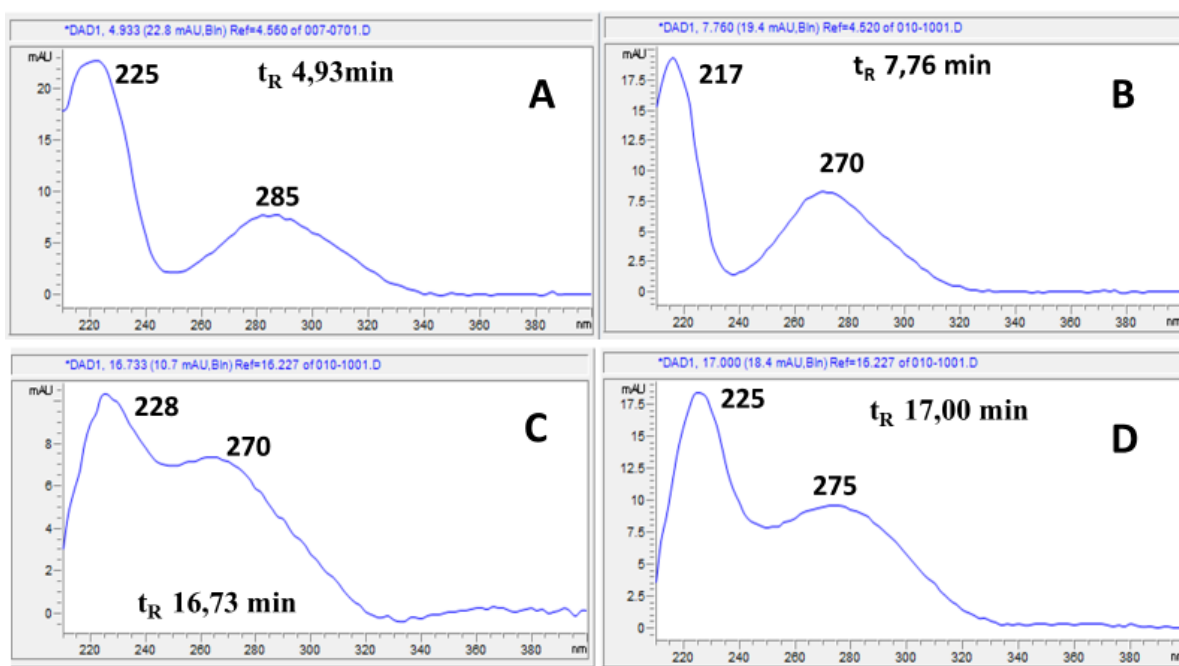 *DAD1, 4.933 (22.8 mAU,Bln) Ref=4.560 of 007-0701.D
mAU
225
t_R 4,93min
A
285
20
15
10
5
0
220 240 260 280 300 320 340 360 380 nm
*DAD1, 7.760 (19.4 mAU,Bln) Ref=4.520 of 010-1001.D
mAU
217
t_R 7,76 min
B
270
17.5
15
12.5
10
7.5
5
2.5
0
220 240 260 280 300 320 340 360 380 nm
*DAD1, 16.733 (10.7 mAU,Bln) Ref=16.227 of 010-1001.D
mAU
228
270
C
t_R 16,73 min
8
6
4
2
0
220 240 260 280 300 320 340 360 380 nm
*DAD1, 17.000 (18.4 mAU,Bln) Ref=16.227 of 010-1001.D
mAU
225
t_R 17,00 min
D
275
17.5
15
12.5
10
7.5
5
2.5
0
220 240 260 280 300 320 340 360 380 nm